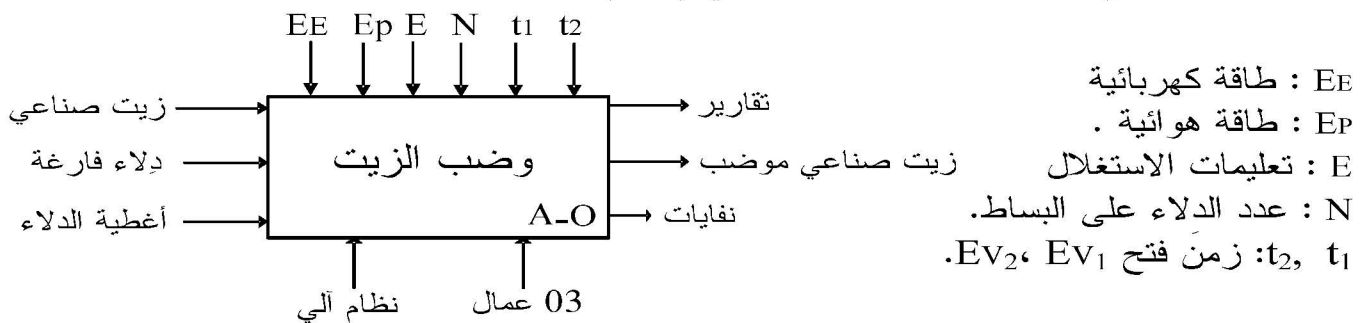 EE Ep E N t1 t2
زيت صناعي
دِلاء فارغة
أغطية الدلاء
وضب الزيت
A-O
تقارير
زيت صناعي موضب
نفايات
نظام آلي
03 عمال
EE : طاقة كهربائية
EP : طاقة هوائية .
E : تعليمات الاستغلال
N : عدد الدلاء على البساط.
t2, t1: زمن فتح EV2، EV1.